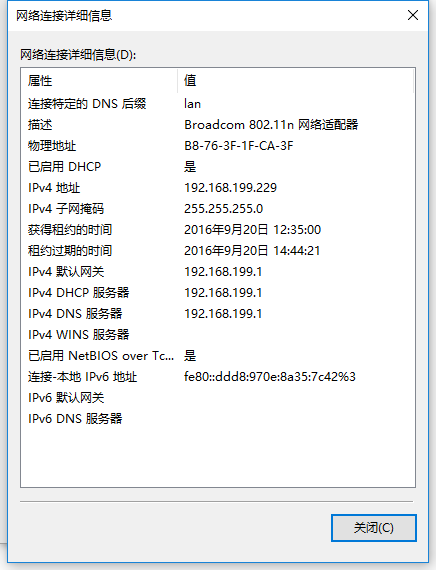 网络连接详细信息
网络连接详细信息(D):
属性 值
连接特定的 DNS 后缀 lan
描述 Broadcom 802.11n 网络适配器
物理地址 B8-76-3F-1F-CA-3F
已启用 DHCP 是
IPv4 地址 192.168.199.229
IPv4 子网掩码 255.255.255.0
获得租约的时间 2016年9月20日 12:35:00
租约过期的时间 2016年9月20日 14:44:21
IPv4 默认网关 192.168.199.1
IPv4 DHCP 服务器 192.168.199.1
IPv4 DNS 服务器 192.168.199.1
IPv4 WINS 服务器
已启用 NetBIOS over Tc... 是
连接-本地 IPv6 地址 fe80::ddd8:970e:8a35:7c42%3
IPv6 默认网关
IPv6 DNS 服务器
关闭(C)